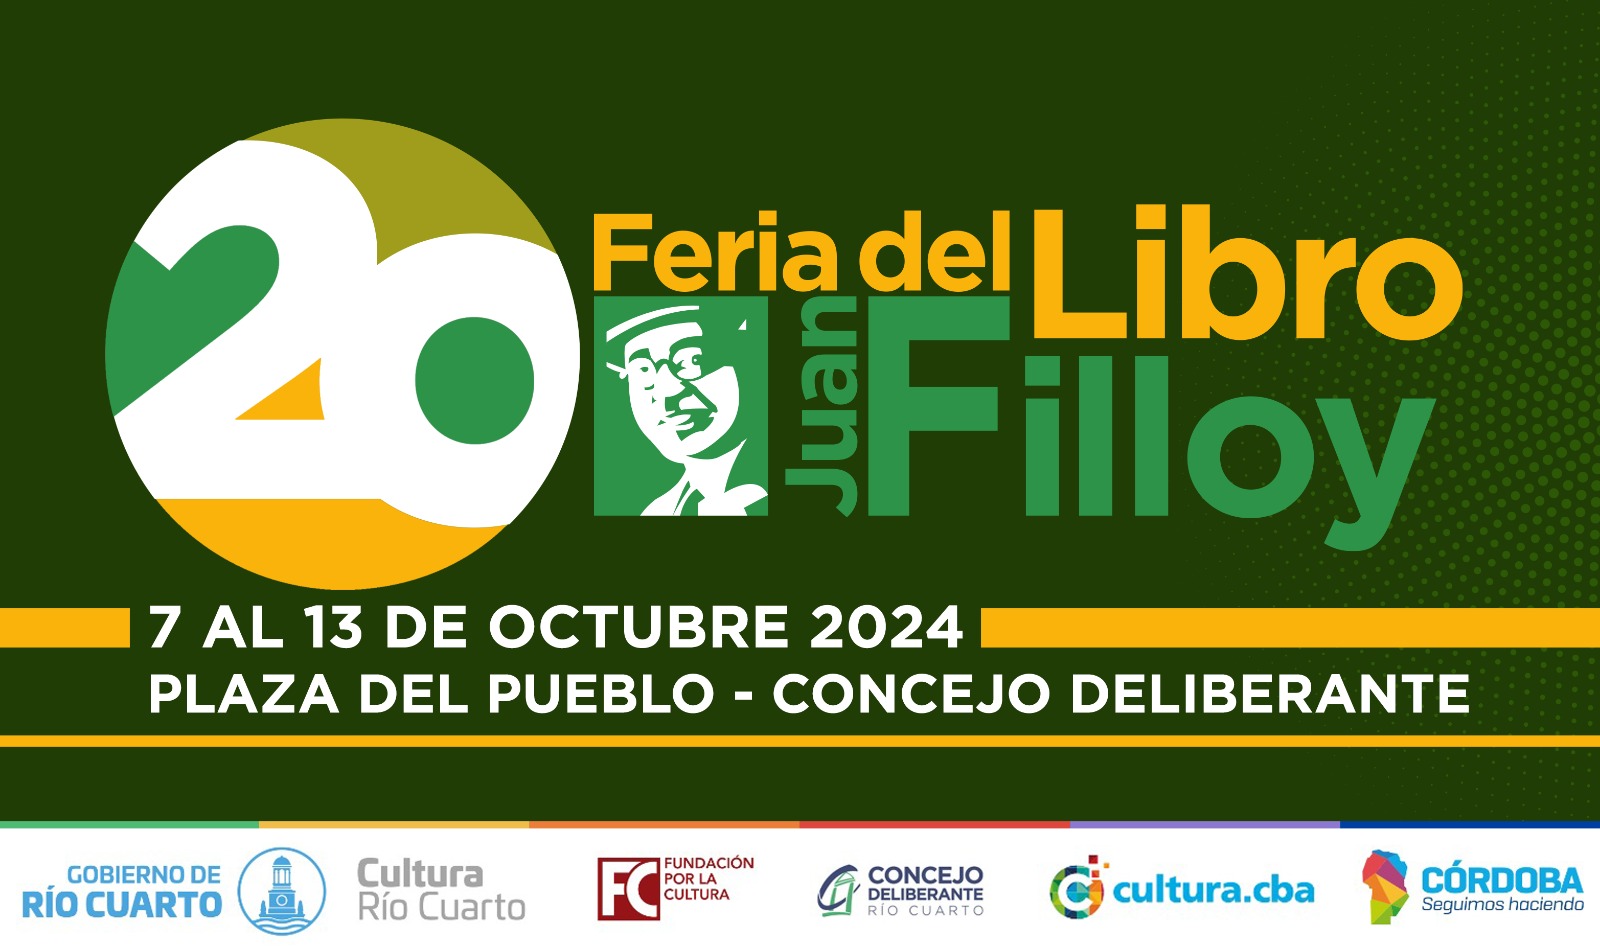 20
Feria del Libro
Juan Filloy
7 AL 13 DE OCTUBRE 2024
PLAZA DEL PUEBLO - CONCEJO DELIBERANTE
GOBIERNO DE
RÍO CUARTO
Cultura
Río Cuarto
FC
FUNDACIÓN
POR LA
CULTURA
CONCEJO
DELIBERANTE
RÍO CUARTO
cultura.cba
CÓRDOBA
Seguimos haciendo